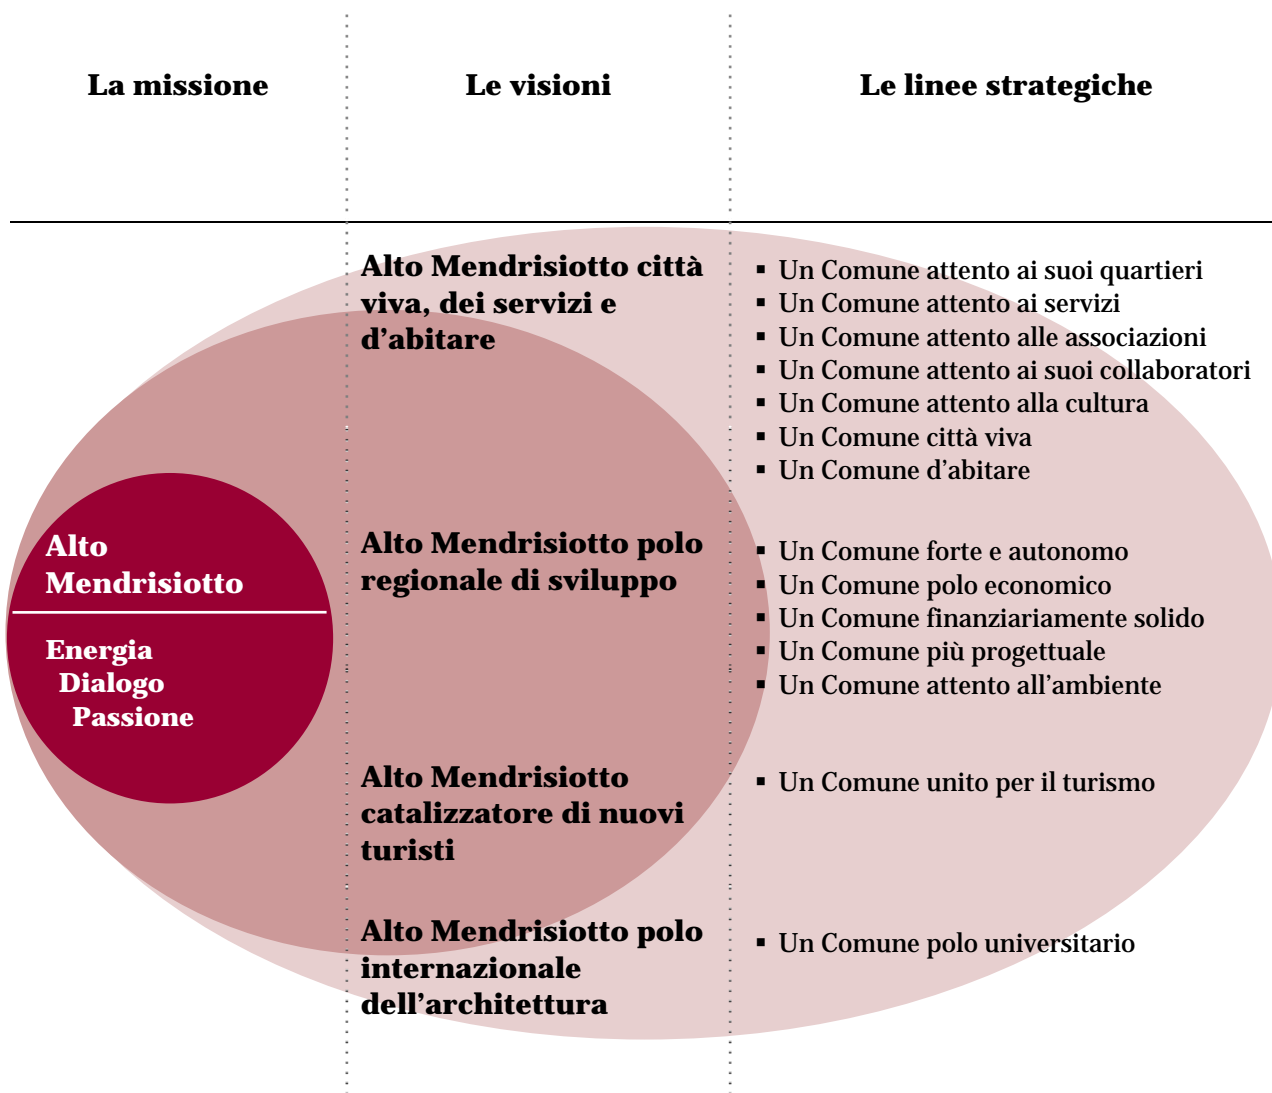 La missione
Le visioni
Le linee strategiche
Alto
Mendrisiotto
Energia
Dialogo
Passione
Alto Mendrisiotto città
viva, dei servizi e
d'abitare
▪ Un Comune attento ai suoi quartieri
▪ Un Comune attento ai servizi
▪ Un Comune attento alle associazioni
▪ Un Comune attento ai suoi collaboratori
▪ Un Comune attento alla cultura
▪ Un Comune città viva
▪ Un Comune d'abitare
Alto Mendrisiotto polo
regionale di sviluppo
▪ Un Comune forte e autonomo
▪ Un Comune polo economico
▪ Un Comune finanziariamente solido
▪ Un Comune più progettuale
▪ Un Comune attento all'ambiente
Alto Mendrisiotto
catalizzatore di nuovi
turisti
▪ Un Comune unito per il turismo
Alto Mendrisiotto polo
internazionale
dell'architettura
▪ Un Comune polo universitario